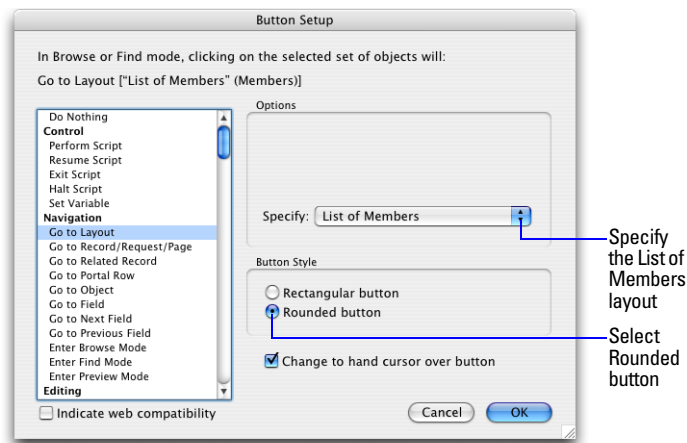 Button Setup
In Browse or Find mode, clicking on the selected set of objects will:
Go to Layout [“List of Members” (Members)]
Do Nothing
Control
Perform Script
Resume Script
Exit Script
Halt Script
Set Variable
Navigation
Go to Layout
Go to Record/Request/Page
Go to Related Record
Go to Portal Row
Go to Object
Go to Field
Go to Next Field
Go to Previous Field
Enter Browse Mode
Enter Find Mode
Enter Preview Mode
Editing
Indicate web compatibility
Options
Specify: List of Members
Button Style
Rectangular button
Rounded button
Change to hand cursor over button
Cancel
OK
Specify
the List of
Members
layout
Select
Rounded
button